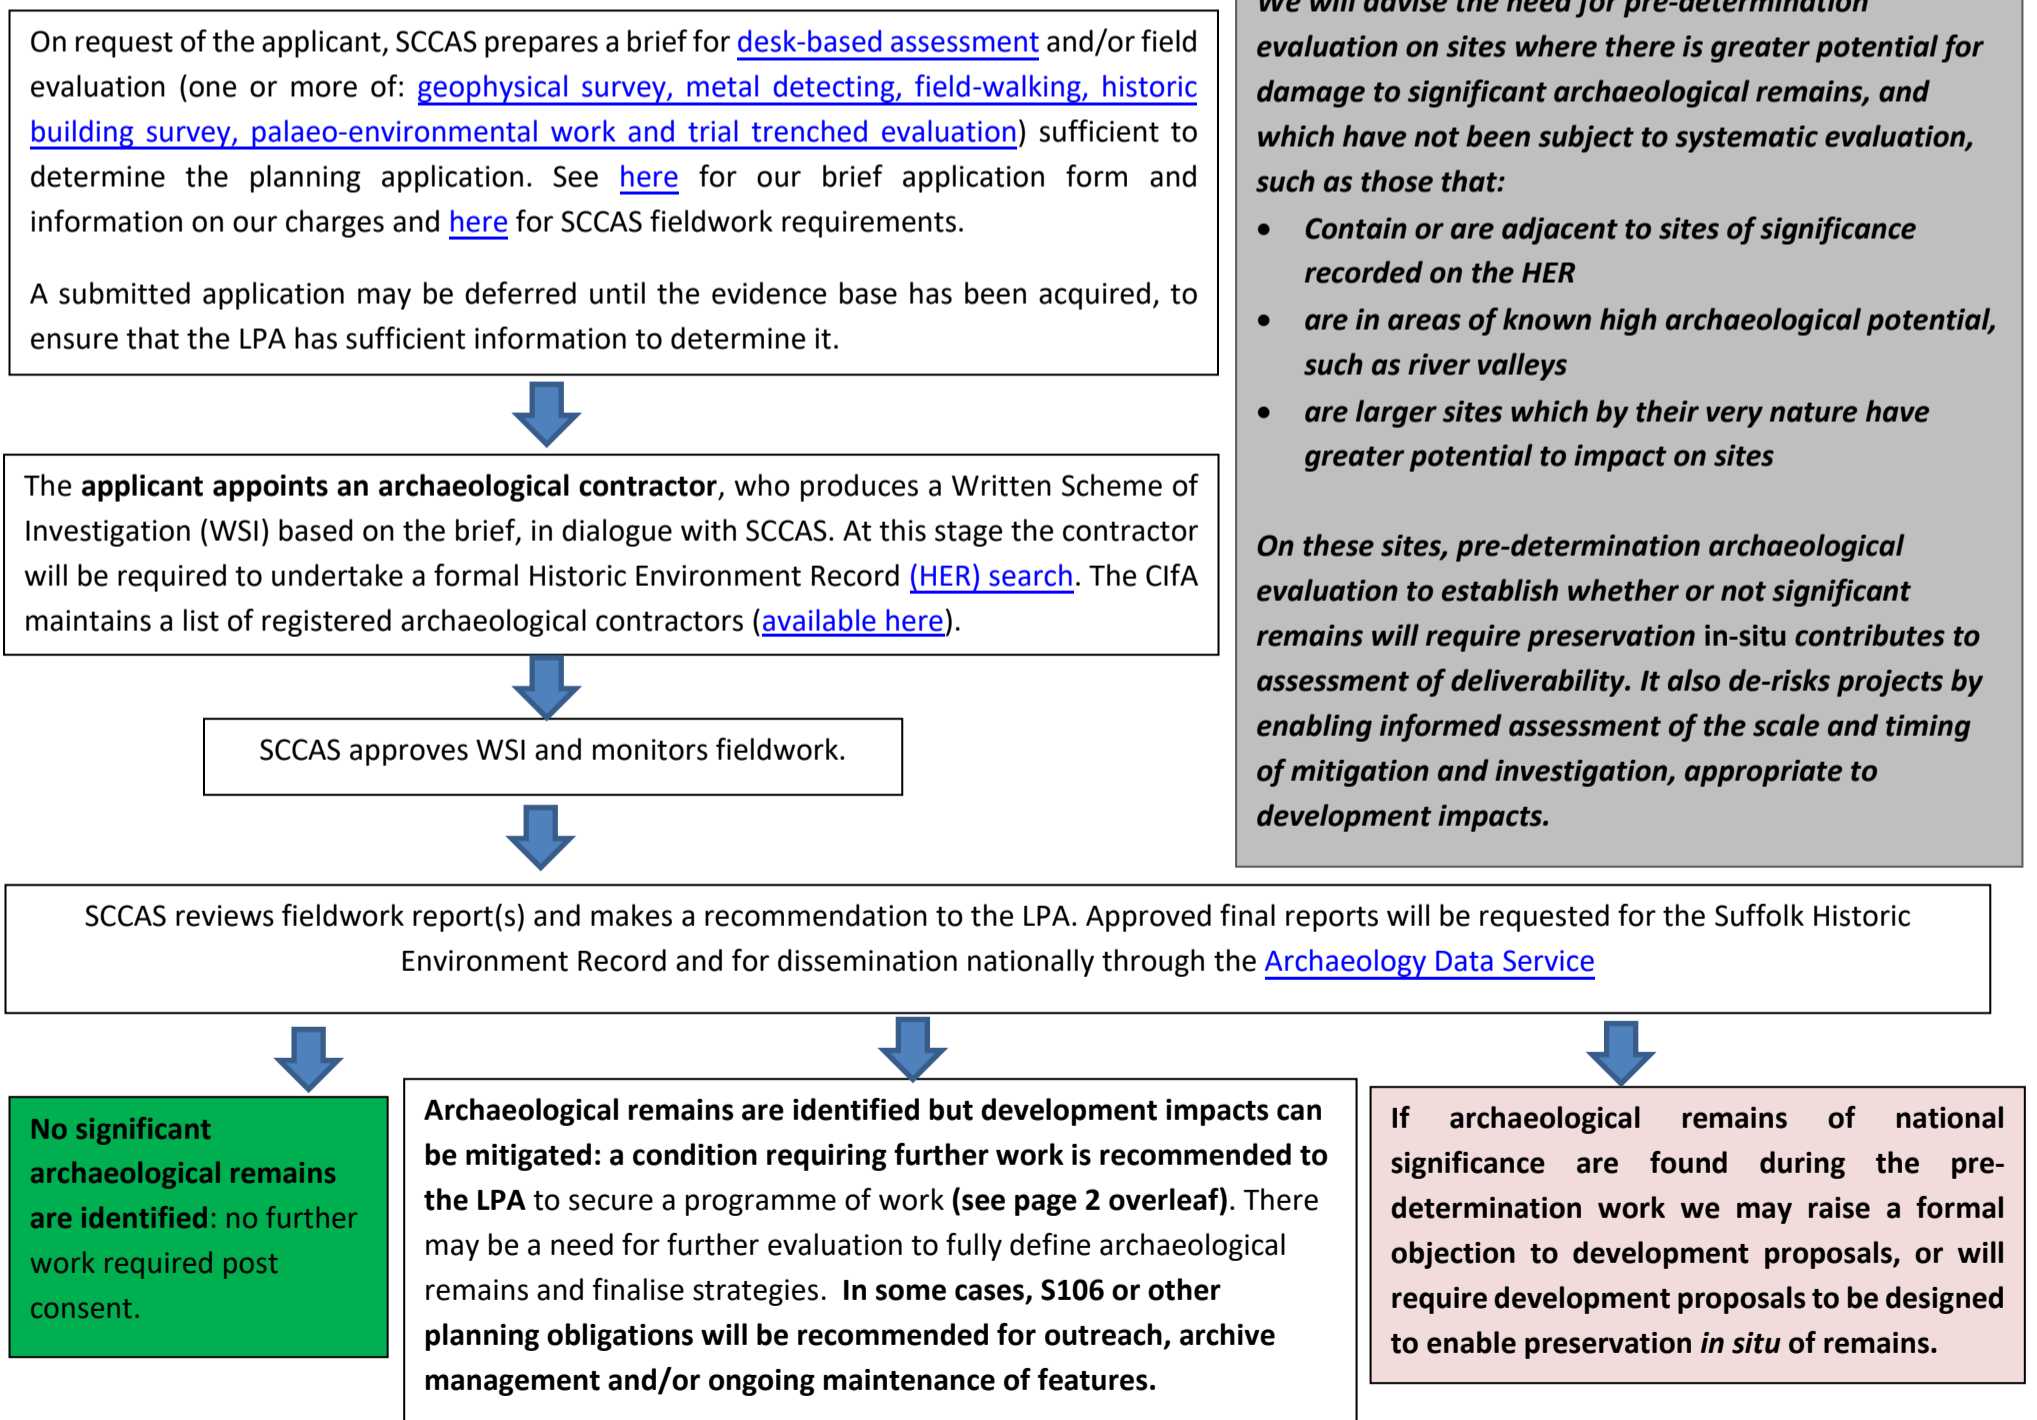 On request of the applicant, SCCAS prepares a brief for desk-based assessment and/or field
evaluation (one or more of: geophysical survey, metal detecting, field-walking, historic
building survey, palaeo-environmental work and trial trenched evaluation) sufficient to
determine the planning application. See here for our brief application form and
information on our charges and here for SCCAS fieldwork requirements.
A submitted application may be deferred until the evidence base has been acquired, to
ensure that the LPA has sufficient information to determine it.
We will advise the need for pre-determination
evaluation on sites where there is greater potential for
damage to significant archaeological remains, and
which have not been subject to systematic evaluation,
such as those that:
• Contain or are adjacent to sites of significance
recorded on the HER
• are in areas of known high archaeological potential,
such as river valleys
• are larger sites which by their very nature have
greater potential to impact on sites
On these sites, pre-determination archaeological
evaluation to establish whether or not significant
remains will require preservation in-situ contributes to
assessment of deliverability. It also de-risks projects by
enabling informed assessment of the scale and timing
of mitigation and investigation, appropriate to
development impacts.
The applicant appoints an archaeological contractor, who produces a Written Scheme of
Investigation (WSI) based on the brief, in dialogue with SCCAS. At this stage the contractor
will be required to undertake a formal Historic Environment Record (HER) search. The CIfA
maintains a list of registered archaeological contractors (available here).
SCCAS approves WSI and monitors fieldwork.
SCCAS reviews fieldwork report(s) and makes a recommendation to the LPA. Approved final reports will be requested for the Suffolk Historic
Environment Record and for dissemination nationally through the Archaeology Data Service
No significant
archaeological remains
are identified: no further
work required post
consent.
Archaeological remains are identified but development impacts can
be mitigated: a condition requiring further work is recommended to
the LPA to secure a programme of work (see page 2 overleaf). There
may be a need for further evaluation to fully define archaeological
remains and finalise strategies. In some cases, S106 or other
planning obligations will be recommended for outreach, archive
management and/or ongoing maintenance of features.
If archaeological remains of national
significance are found during the pre-
determination work we may raise a formal
objection to development proposals, or will
require development proposals to be designed
to enable preservation in situ of remains.